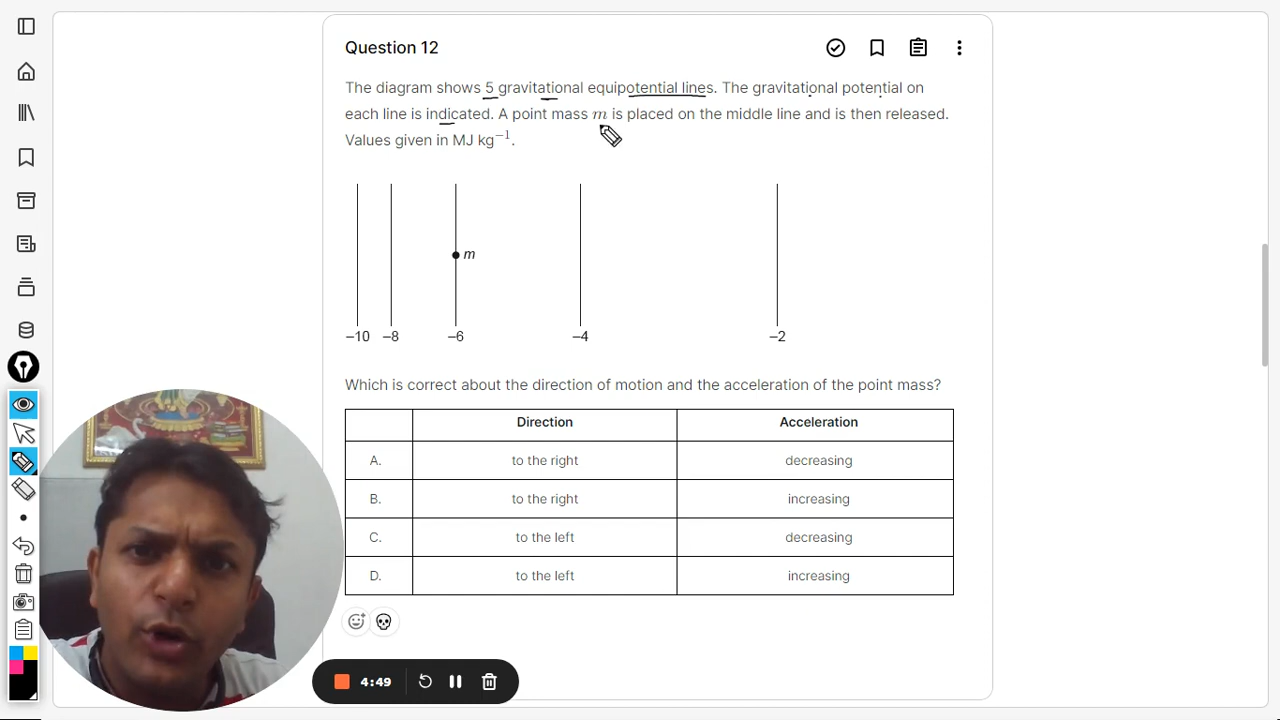 Question 12
The diagram shows 5 gravitational equipotential lines. The gravitational potential on
each line is indicated. A point mass m is placed on the middle line and is then released.
Values given in MJ kg⁻¹.
m
–10 –8 –6 –4 –2
Which is correct about the direction of motion and the acceleration of the point mass?
Direction Acceleration
A. to the right decreasing
B. to the right increasing
C. to the left decreasing
D. to the left increasing
4:49